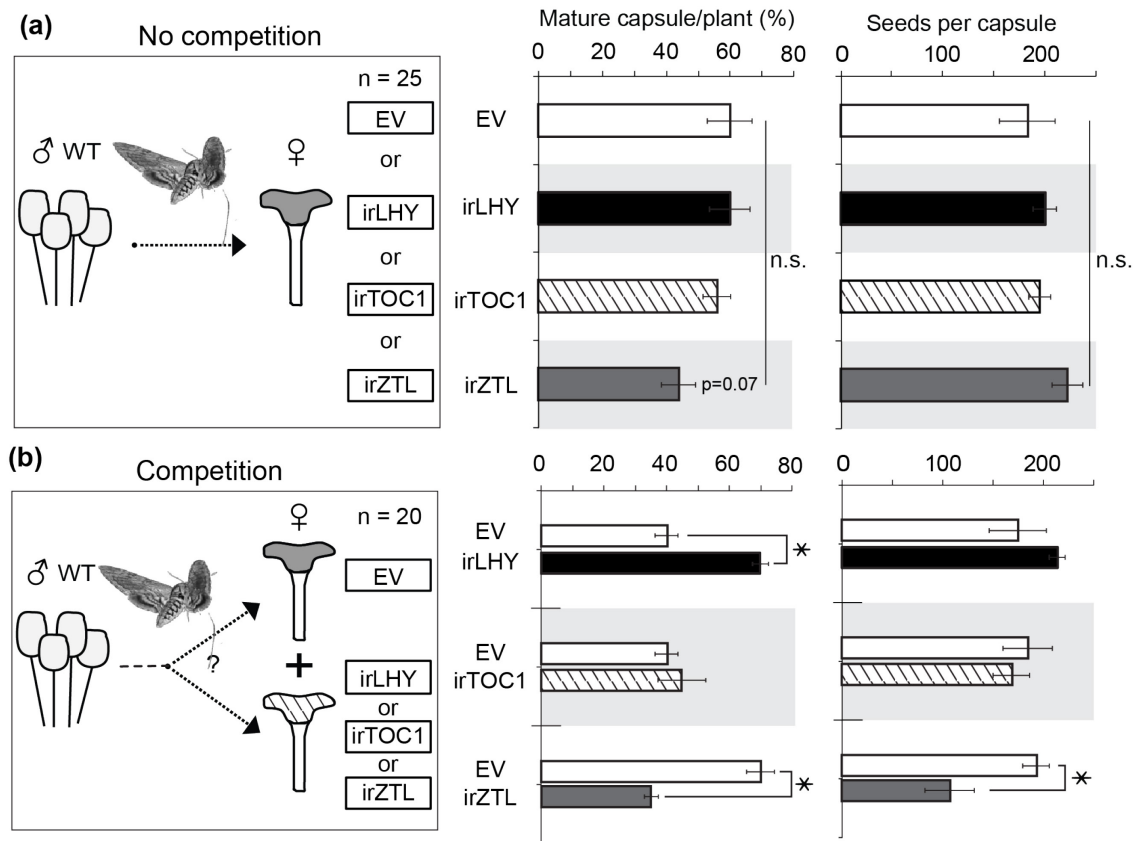 (a)
No competition
n = 25
♂ WT
♀
EV
or
irLHY
or
irTOC1
or
irZTL
Mature capsule/plant (%)
0 20 40 60 80
EV
irLHY
irTOC1
irZTL
n.s.
p=0.07
Seeds per capsule
0 100 200
n.s.
(b)
Competition
♀
n = 20
♂ WT
EV
?
+
irLHY
or
irTOC1
or
irZTL
0 20 40 60 80
EV
irLHY
*
EV
irTOC1
EV
irZTL
*
0 100 200
*